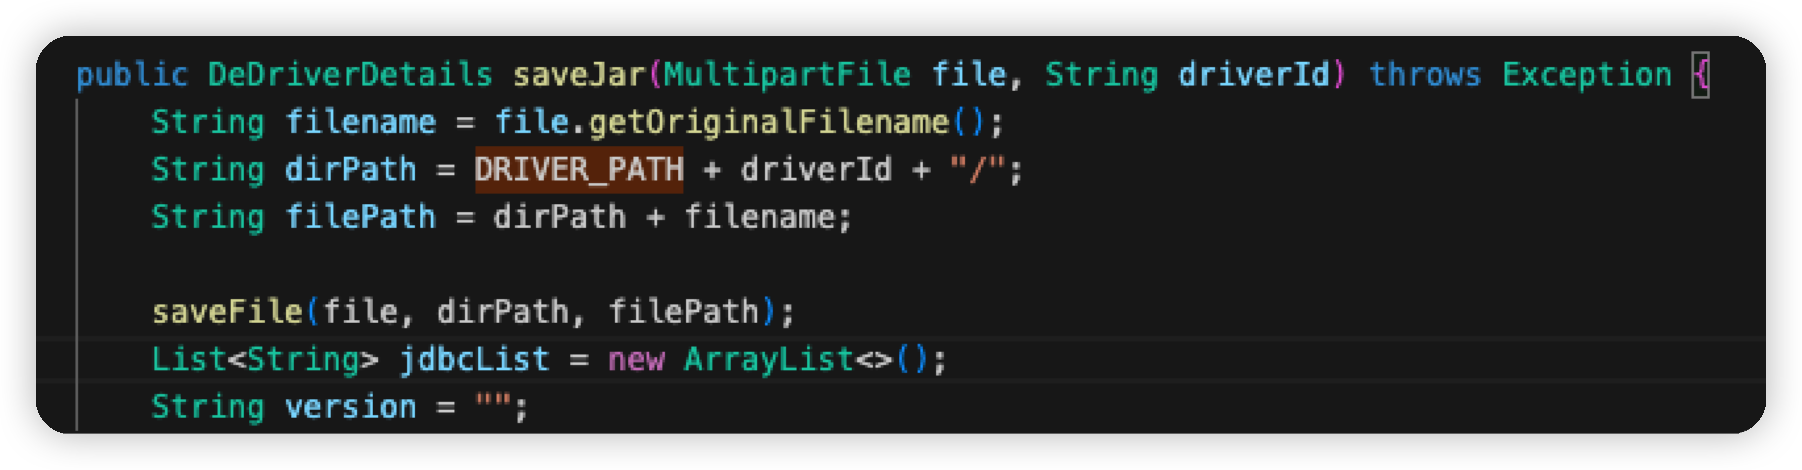 public DeDriverDetails saveJar(MultipartFile file, String driverId) throws Exception {
String filename = file.getOriginalFilename();
String dirPath = DRIVER_PATH + driverId + "/";
String filePath = dirPath + filename;
saveFile(file, dirPath, filePath);
List<String> jdbcList = new ArrayList<>();
String version = "";